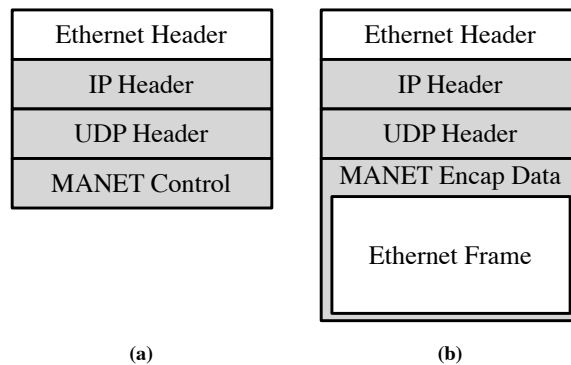 Ethernet Header
IP Header
UDP Header
MANET Control
(a)
Ethernet Header
IP Header
UDP Header
MANET Encap Data
Ethernet Frame
(b)